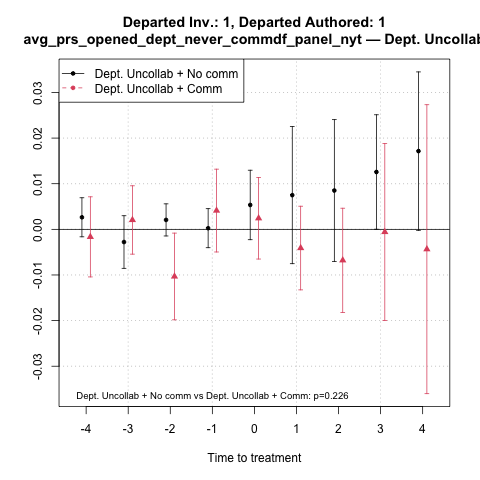 Departed Inv.: 1, Departed Authored: 1
avg_prs_opened_dept_never_commdf_panel_nyt — Dept. Uncollab
Dept. Uncollab + No comm
Dept. Uncollab + Comm
0.03
0.02
0.01
0.00
-0.01
-0.02
-0.03
Dept. Uncollab + No comm vs Dept. Uncollab + Comm: p=0.226
-4 -3 -2 -1 0 1 2 3 4
Time to treatment